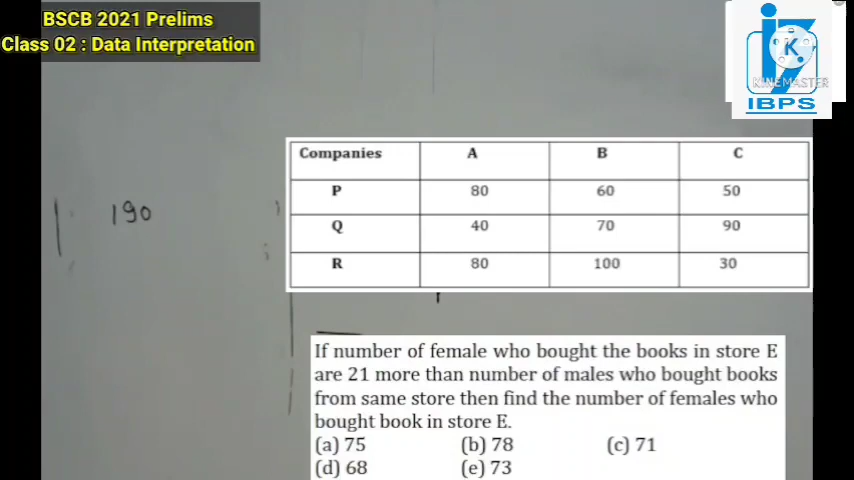 BSCB 2021 Prelims
Class 02 : Data Interpretation
K
KINEMASTER
IBPS
Companies A B C
P 80 60 50
Q 40 70 90
R 80 100 30
190
If number of female who bought the books in store E
are 21 more than number of males who bought books
from same store then find the number of females who
bought book in store E.
(a) 75 (b) 78 (c) 71
(d) 68 (e) 73